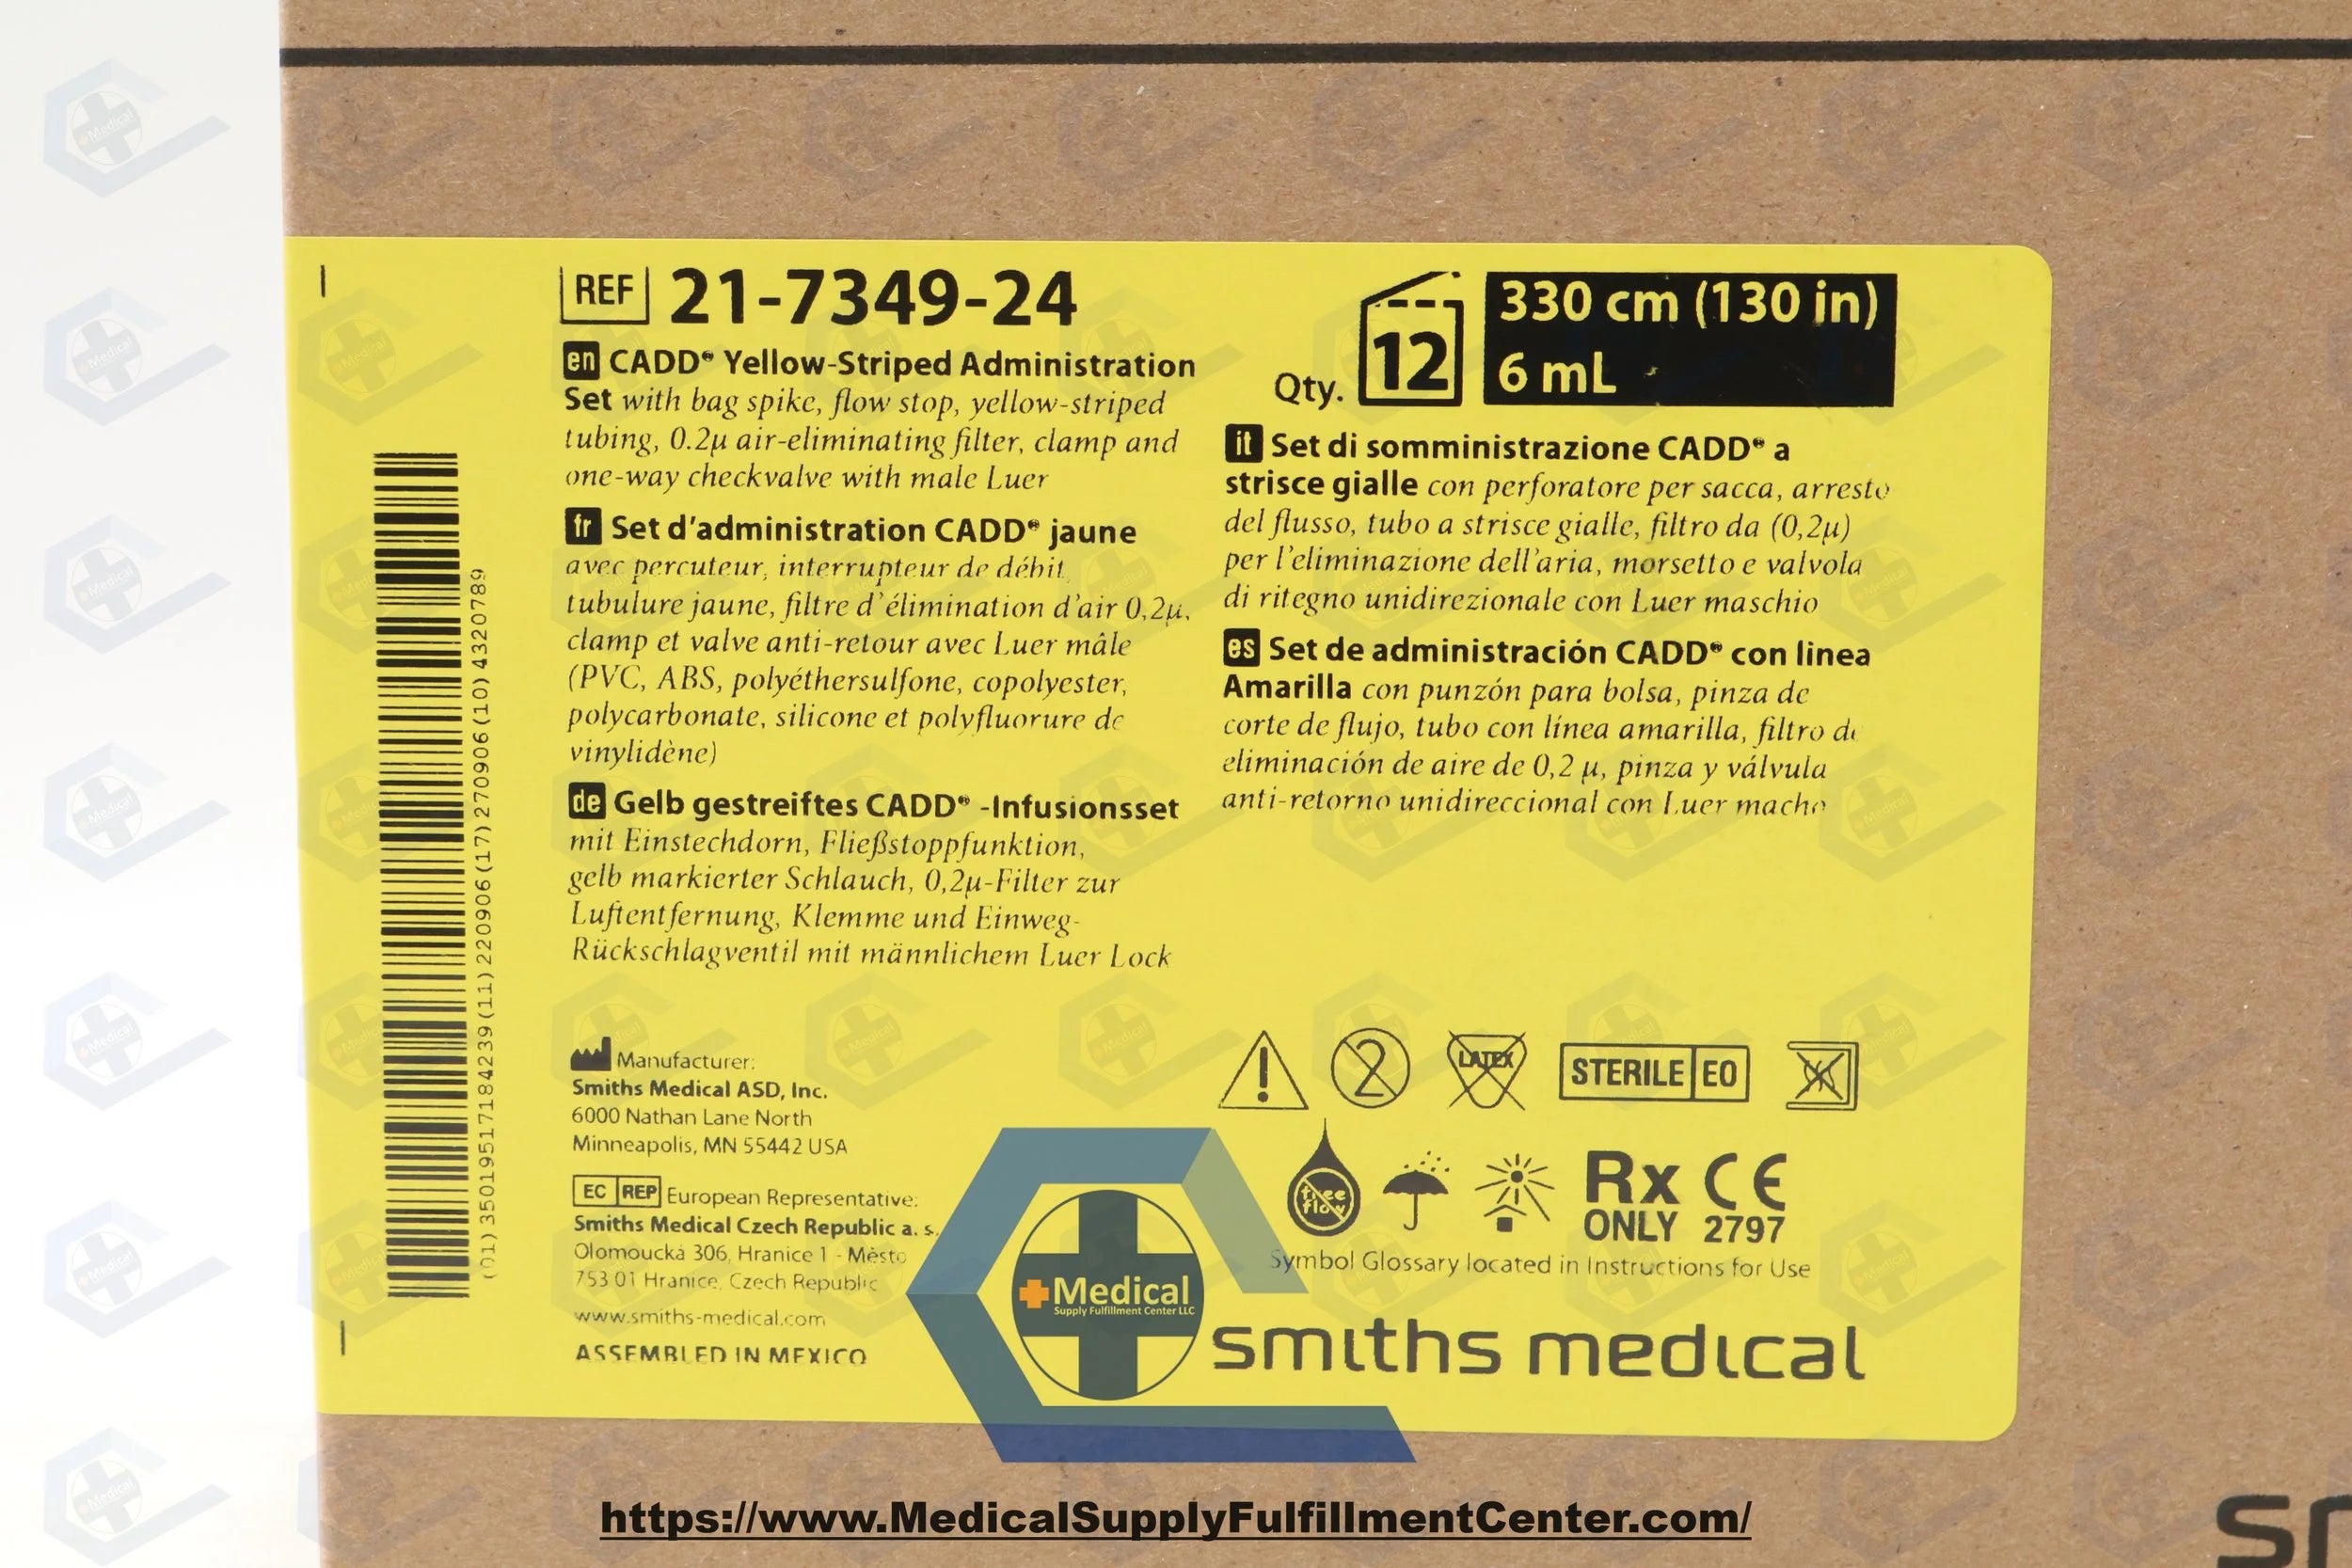 REF 21-7349-24
en CADD® Yellow-Striped Administration
Set with bag spike, flow stop, yellow-striped
tubing, 0.2µ air-eliminating filter, clamp and
one-way checkvalve with male Luer
fr Set d'administration CADD® jaune
avec percuteur, interrupteur de débit
tubulure jaune, filtre d'élimination d'air 0,2µ,
clamp et valve anti-retour avec Luer mâle
(PVC, ABS, polyéthersulfone, copolyester,
polycarbonate, silicone et polyfluorure de
vinylidène)
de Gelb gestreiftes CADD® -Infusionsset
mit Einstechdorn, Fließstoppfunktion,
gelb markierter Schlauch, 0,2µ-Filter zur
Luftentfernung, Klemme und Einweg-
Rückschlagventil mit männlichem Luer Lock
Qty. 12
330 cm (130 in)
6 mL
it Set di somministrazione CADD® a
strisce gialle con perforatore per sacca, arresto
del flusso, tubo a strisce gialle, filtro da (0,2µ)
per l'eliminazione dell'aria, morsetto e valvola
di ritegno unidirezionale con Luer maschio
es Set de administración CADD® con linea
Amarilla con punzón para bolsa, pinza de
corte de flujo, tubo con línea amarilla, filtro de
eliminación de aire de 0,2 µ, pinza y válvula
anti-retorno unidireccional con Luer macho
(01)35019517184239(11)220906(17)270906(10)4320789
Manufacturer:
Smiths Medical ASD, Inc.
6000 Nathan Lane North
Minneapolis, MN 55442 USA
EC REP European Representative:
Smiths Medical Czech Republic a. s.
Olomoucká 306, Hranice 1 - Město
753 01 Hranice, Czech Republic
www.smiths-medical.com
ASSEMBLED IN MEXICO
2
LATEX
STERILE EO
free
flow
Rx
ONLY
CE
2797
Symbol Glossary located in Instructions for Use
smiths medical
Medical
Supply Fulfillment Center LLC
https://www.MedicalSupplyFulfillmentCenter.com/